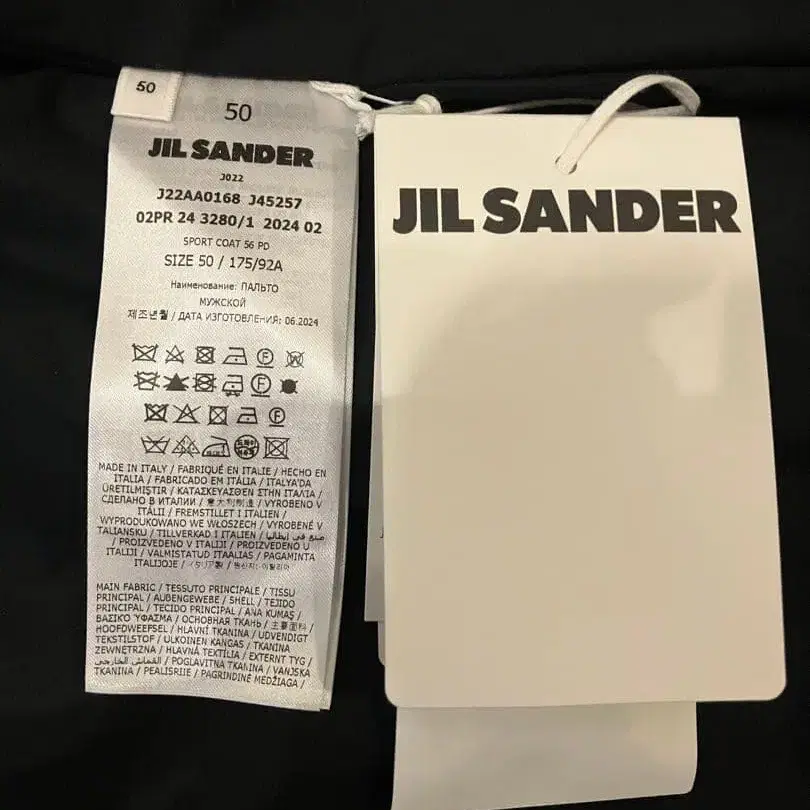 50
50
JIL SANDER
J022
J22AA0168 J45257
02PR 24 3280/1 2024 02
SPORT COAT 56 PD
SIZE 50 / 175/92A
Наименование: ПАЛЬТО
МУЖСКОЙ
제조년월 / ДАТА ИЗГОТОВЛЕНИЯ: 06.2024
MADE IN ITALY / FABRIQUÉ EN ITALIE / HECHO EN
ITALIA / FABRICADO EM ITÁLIA / ITALYA'DA
ÜRETILMIŞTIR / ΚΑΤΑΣΚΕΥΑΣΘΕΝ ΣΤΗΝ ΙΤΑΛΙΑ /
СДЕЛАНО В ИТАЛИИ / 意大利制造 / VYROBENO V
ITÁLII / FREMSTILLET I ITALIEN /
WYPRODUKOWANO WE WŁOSZECH / VYROBENÉ V
TALIANSKU / TILLVERKAD I ITALIEN / صنع في إيطاليا
/ PROIZVEDENO V ITALIJI / PROIZVEDENO U
ITALIJI / VALMISTATUD ITAALIAS / PAGAMINTA
ITALIJOJE / イタリア製 / 원산지: 이탈리아
MAIN FABRIC / TESSUTO PRINCIPALE / TISSU
PRINCIPAL / AUßENGEWEBE / SHELL / TEJIDO
PRINCIPAL / TECIDO PRINCIPAL / ANA KUMAŞ /
ΒΑΣΙΚΟ ΎΦΑΣΜΑ / ОСНОВНАЯ ТКАНЬ / 主要面料 /
HOOFDWEEFSEL / HLAVNÍ TKANINA / UDVENDIGT
TEKSTILSTOF / ULKOINEN KANGAS / TKANINA
ZEWNĘTRZNA / HLAVNÁ TEXTÍLIA / EXTERNT TYG /
القماش الخارجي / POGLAVITNA TKANINA / VANJSKA
TKANINA / PEALISRIIE / PAGRINDINĖ MEDŽIAGA /
JIL SANDER